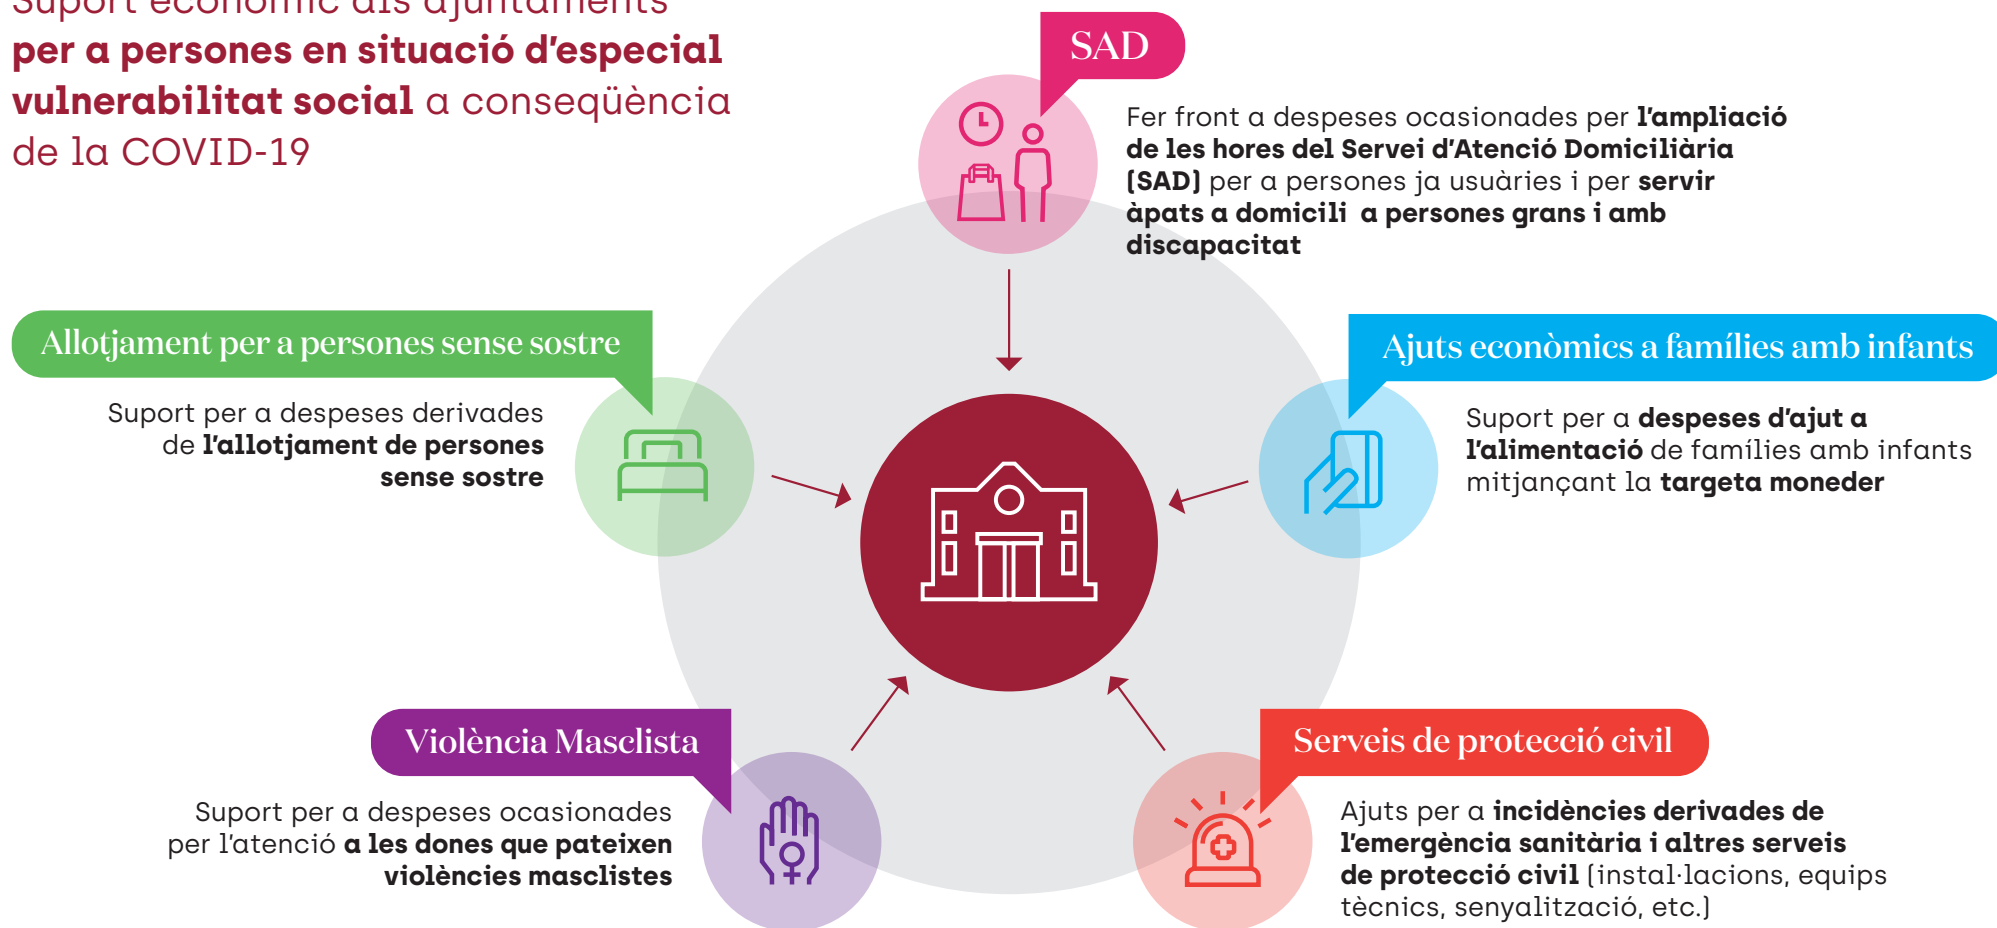 Suport econòmic als ajuntaments
per a persones en situació d'especial
vulnerabilitat social a conseqüència
de la COVID-19
SAD
Fer front a despeses ocasionades per l'ampliació
de les hores del Servei d'Atenció Domiciliària
(SAD) per a persones ja usuàries i per servir
àpats a domicili a persones grans i amb
discapacitat
Allotjament per a persones sense sostre
Suport per a despeses derivades
de l'allotjament de persones
sense sostre
Ajuts econòmics a famílies amb infants
Suport per a despeses d'ajut a
l'alimentació de famílies amb infants
mitjançant la targeta moneder
Violència Masclista
Suport per a despeses ocasionades
per l'atenció a les dones que pateixen
violències masclistes
Serveis de protecció civil
Ajuts per a incidències derivades de
l'emergència sanitària i altres serveis
de protecció civil (instal·lacions, equips
tècnics, senyalització, etc.)